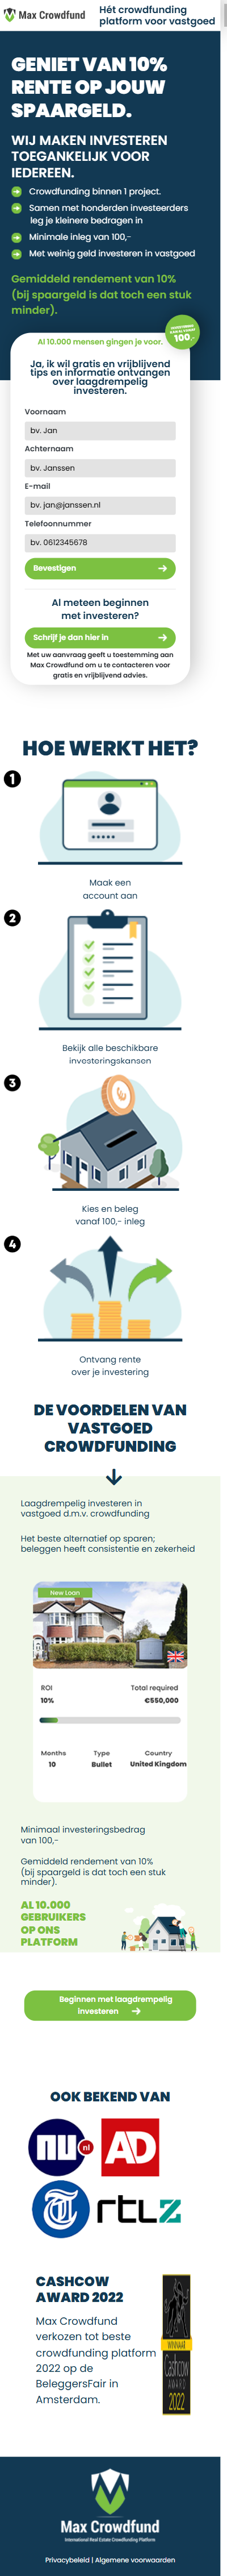 Max Crowdfund
Hét crowdfunding
platform voor vastgoed
GENIET VAN 10%
RENTE OP JOUW
SPAARGELD.
WIJ MAKEN INVESTEREN
TOEGANKELIJK VOOR
IEDEREEN.
Crowdfunding binnen 1 project.
Samen met honderden investeerders
leg je kleinere bedragen in
Minimale inleg van 100,-
Met weinig geld investeren in vastgoed
Gemiddeld rendement van 10%
(bij spaargeld is dat toch een stuk
minder).
100,-
Al 10.000 mensen gingen je voor.
Ja, ik wil gratis en vrijblijvend
tips en informatie ontvangen
over laagdrempelig
investeren.
Voornaam
bv. Jan
Achternaam
bv. Janssen
E-mail
bv. jan@janssen.nl
Telefoonnummer
bv. 0612345678
Bevestigen
Al meteen beginnen
met investeren?
Schrijf je dan hier in
Met uw aanvraag geeft u toestemming aan
Max Crowdfund om u te contacteren voor
gratis en vrijblijvend advies.
HOE WERKT HET?
1
Maak een
account aan
2
Bekijk alle beschikbare
investeringskansen
3
Kies en beleg
vanaf 100,- inleg
4
Ontvang rente
over je investering
DE VOORDELEN VAN
VASTGOED
CROWDFUNDING
Laagdrempelig investeren in
vastgoed d.m.v. crowdfunding
Het beste alternatief op sparen;
beleggen heeft consistentie en zekerheid
New Loan
ROI
Total required
10%
€550,000
Months
Type
Country
10
Bullet
United Kingdom
Minimaal investeringsbedrag
van 100,-
Gemiddeld rendement van 10%
(bij spaargeld is dat toch een stuk
minder).
AL 10.000
GEBRUIKERS
OP ONS
PLATFORM
Beginnen met laagdrempelig
investeren
OOK BEKEND VAN
nu
nl
AD
T
rtl z
CASHCOW
AWARD 2022
Max Crowdfund
verkozen tot beste
crowdfunding platform
2022 op de
BeleggersFair in
Amsterdam.
WINNAAR
Cashcow
AWARD
2022
Max Crowdfund
International Real Estate Crowdfunding Platform
Privacybeleid | Algemene voorwaarden